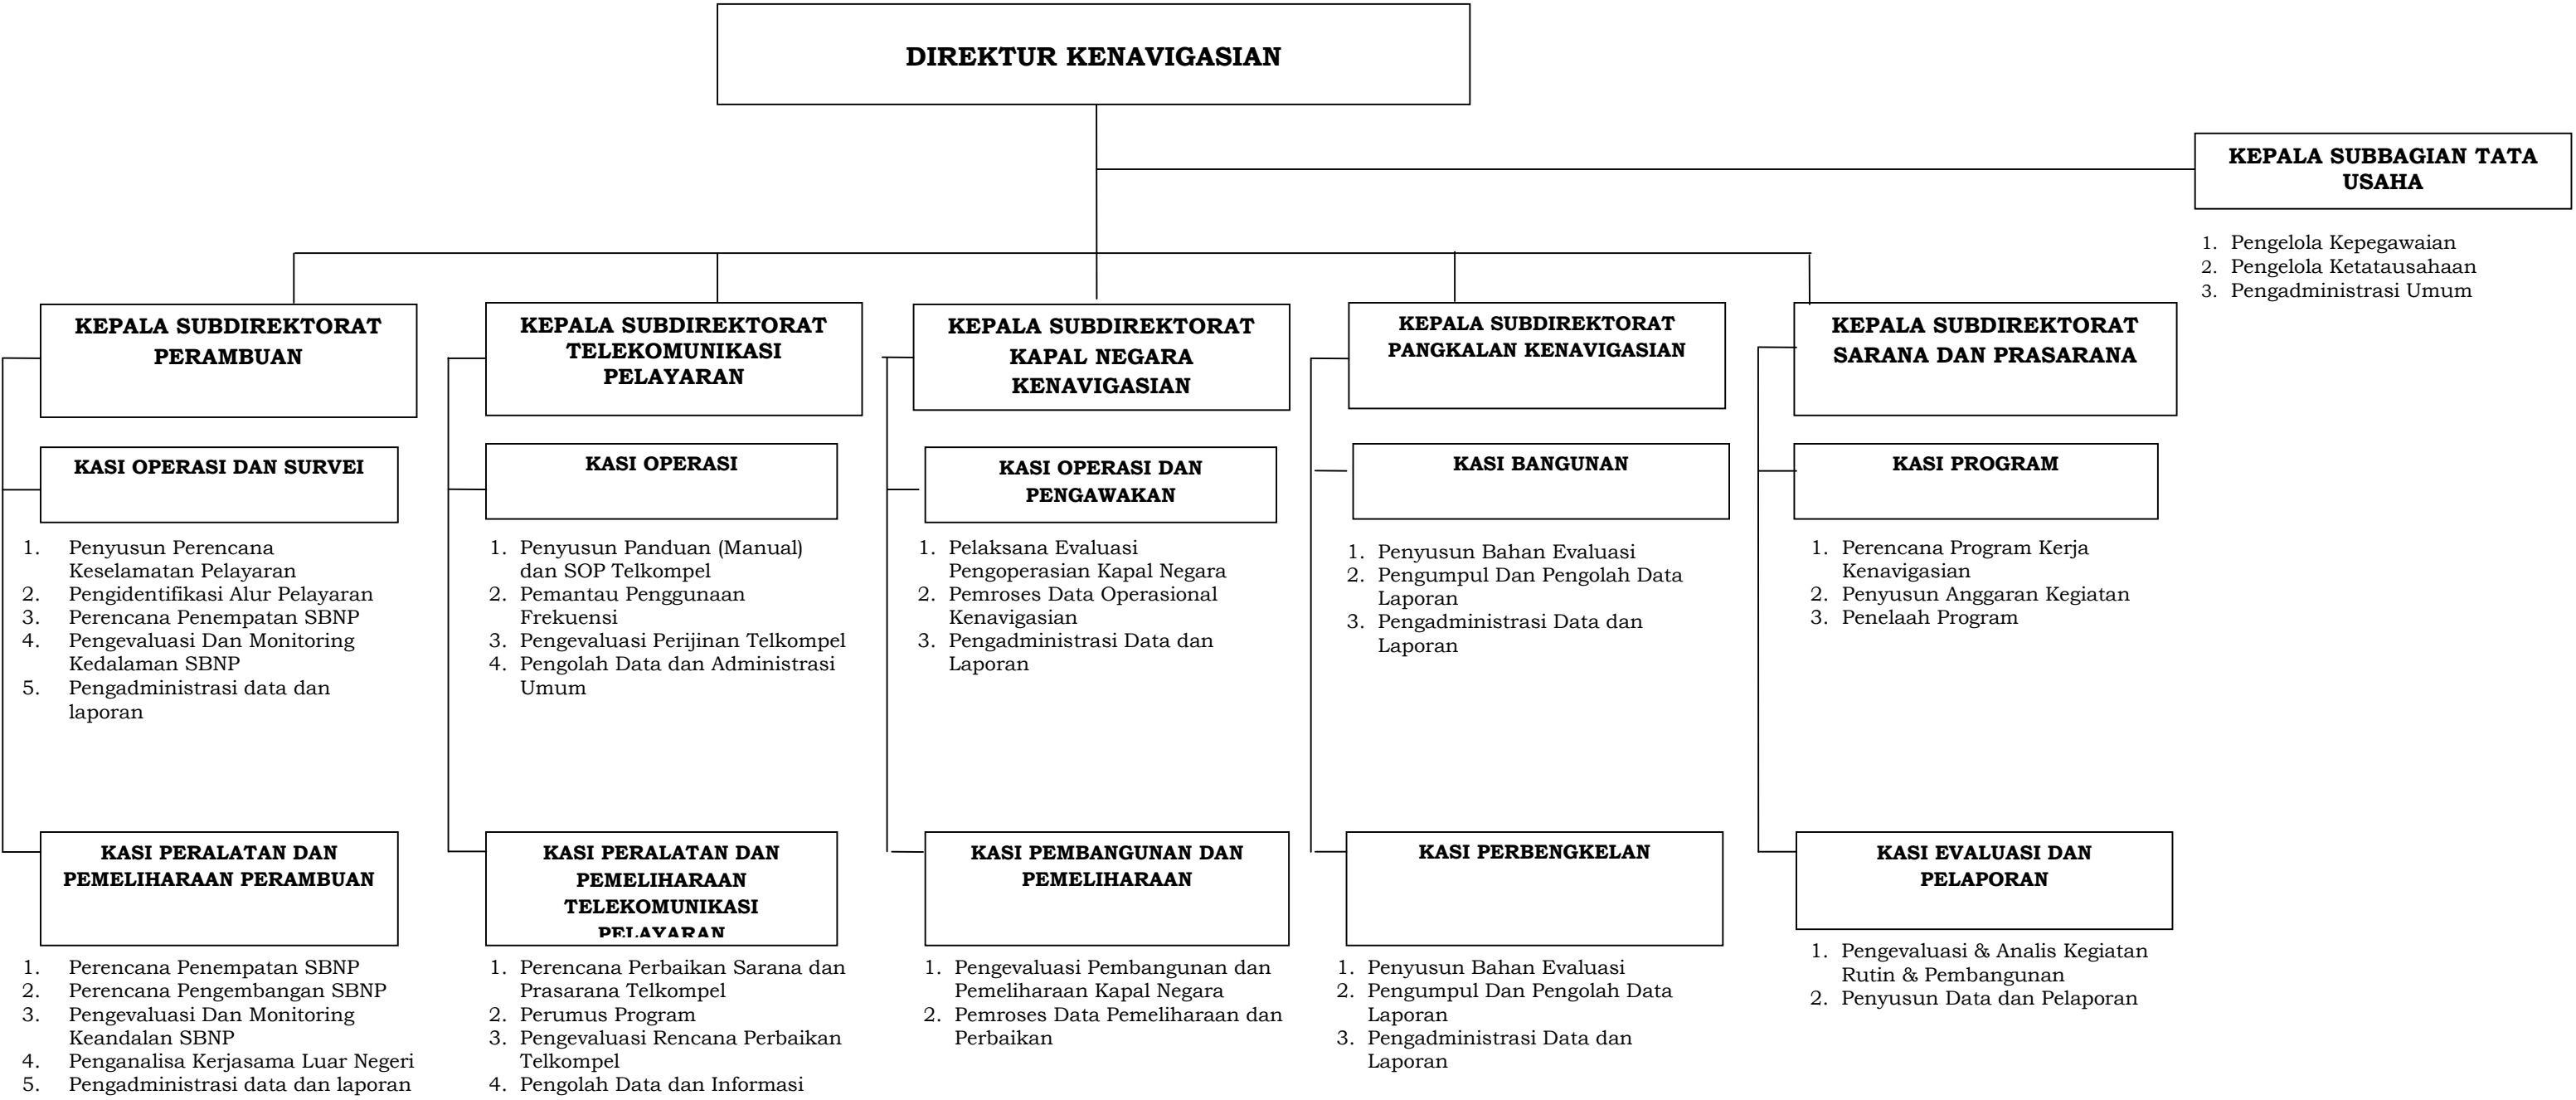 DIREKTUR KENAVIGASIAN
KEPALA SUBBAGIAN TATA
USAHA
1. Pengelola Kepegawaian
2. Pengelola Ketatausahaan
3. Pengadministrasi Umum
KEPALA SUBDIREKTORAT
PERAMBUAN
KEPALA SUBDIREKTORAT
TELEKOMUNIKASI
PELAYARAN
KEPALA SUBDIREKTORAT
KAPAL NEGARA
KENAVIGASIAN
KEPALA SUBDIREKTORAT
PANGKALAN KENAVIGASIAN
KEPALA SUBDIREKTORAT
SARANA DAN PRASARANA
KASI OPERASI DAN SURVEI
KASI OPERASI
KASI OPERASI DAN
PENGAWAKAN
KASI BANGUNAN
KASI PROGRAM
1. Penyusun Perencana
Keselamatan Pelayaran
2. Pengidentifikasi Alur Pelayaran
3. Perencana Penempatan SBNP
4. Pengevaluasi Dan Monitoring
Kedalaman SBNP
5. Pengadministrasi data dan
laporan
1. Penyusun Panduan (Manual)
dan SOP Telkompel
2. Pemantau Penggunaan
Frekuensi
3. Pengevaluasi Perijinan Telkompel
4. Pengolah Data dan Administrasi
Umum
1. Pelaksana Evaluasi
Pengoperasian Kapal Negara
2. Pemroses Data Operasional
Kenavigasian
3. Pengadministrasi Data dan
Laporan
1. Penyusun Bahan Evaluasi
2. Pengumpul Dan Pengolah Data
Laporan
3. Pengadministrasi Data dan
Laporan
1. Perencana Program Kerja
Kenavigasian
2. Penyusun Anggaran Kegiatan
3. Penelaah Program
KASI PERALATAN DAN
PEMELIHARAAN PERAMBUAN
KASI PERALATAN DAN
PEMELIHARAAN
TELEKOMUNIKASI
PELAYARAN
KASI PEMBANGUNAN DAN
PEMELIHARAAN
KASI PERBENGKELAN
KASI EVALUASI DAN
PELAPORAN
1. Perencana Penempatan SBNP
2. Perencana Pengembangan SBNP
3. Pengevaluasi Dan Monitoring
Keandalan SBNP
4. Penganalisa Kerjasama Luar Negeri
5. Pengadministrasi data dan laporan
1. Perencana Perbaikan Sarana dan
Prasarana Telkompel
2. Perumus Program
3. Pengevaluasi Rencana Perbaikan
Telkompel
4. Pengolah Data dan Informasi
1. Pengevaluasi Pembangunan dan
Pemeliharaan Kapal Negara
2. Pemroses Data Pemeliharaan dan
Perbaikan
1. Penyusun Bahan Evaluasi
2. Pengumpul Dan Pengolah Data
Laporan
3. Pengadministrasi Data dan
Laporan
1. Pengevaluasi & Analis Kegiatan
Rutin & Pembangunan
2. Penyusun Data dan Pelaporan